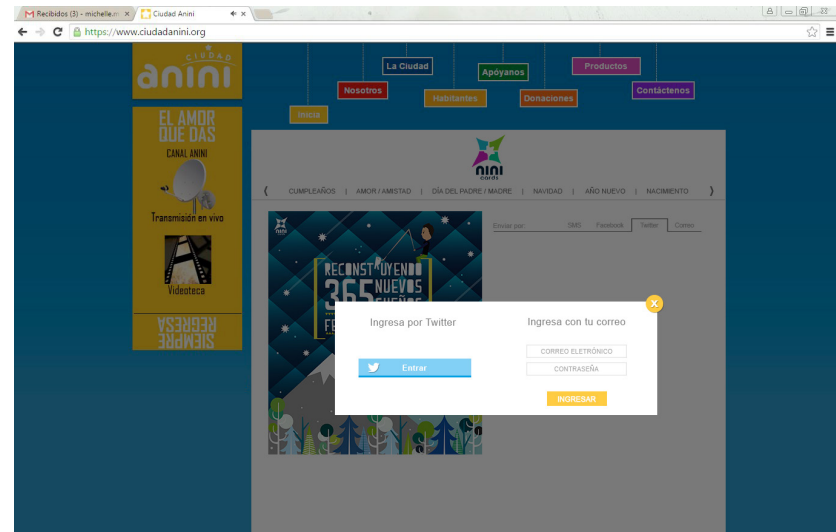 Recibidos (3) - michelle.m
Ciudad Anini
https://www.ciudadanini.org
CIUDAD
anini
La Ciudad
Apóyanos
Productos
Nosotros
Habitantes
Donaciones
Contáctenos
Inicio
EL AMOR
QUE DAS
CANAL ANINI
Transmisión en vivo
Videoteca
SIEMPRE
REGRESA
nini
cards
CUMPLEAÑOS | AMOR / AMISTAD | DÍA DEL PADRE / MADRE | NAVIDAD | AÑO NUEVO | NACIMIENTO
Enviar por: SMS Facebook Twitter Correo
nini
RECONSTRUYENDO
365 NUEVOS
SUEÑOS
FE
Ingresa por Twitter
Entrar
Ingresa con tu correo
CORREO ELETRÓNICO
CONTRASEÑA
INGRESAR
X